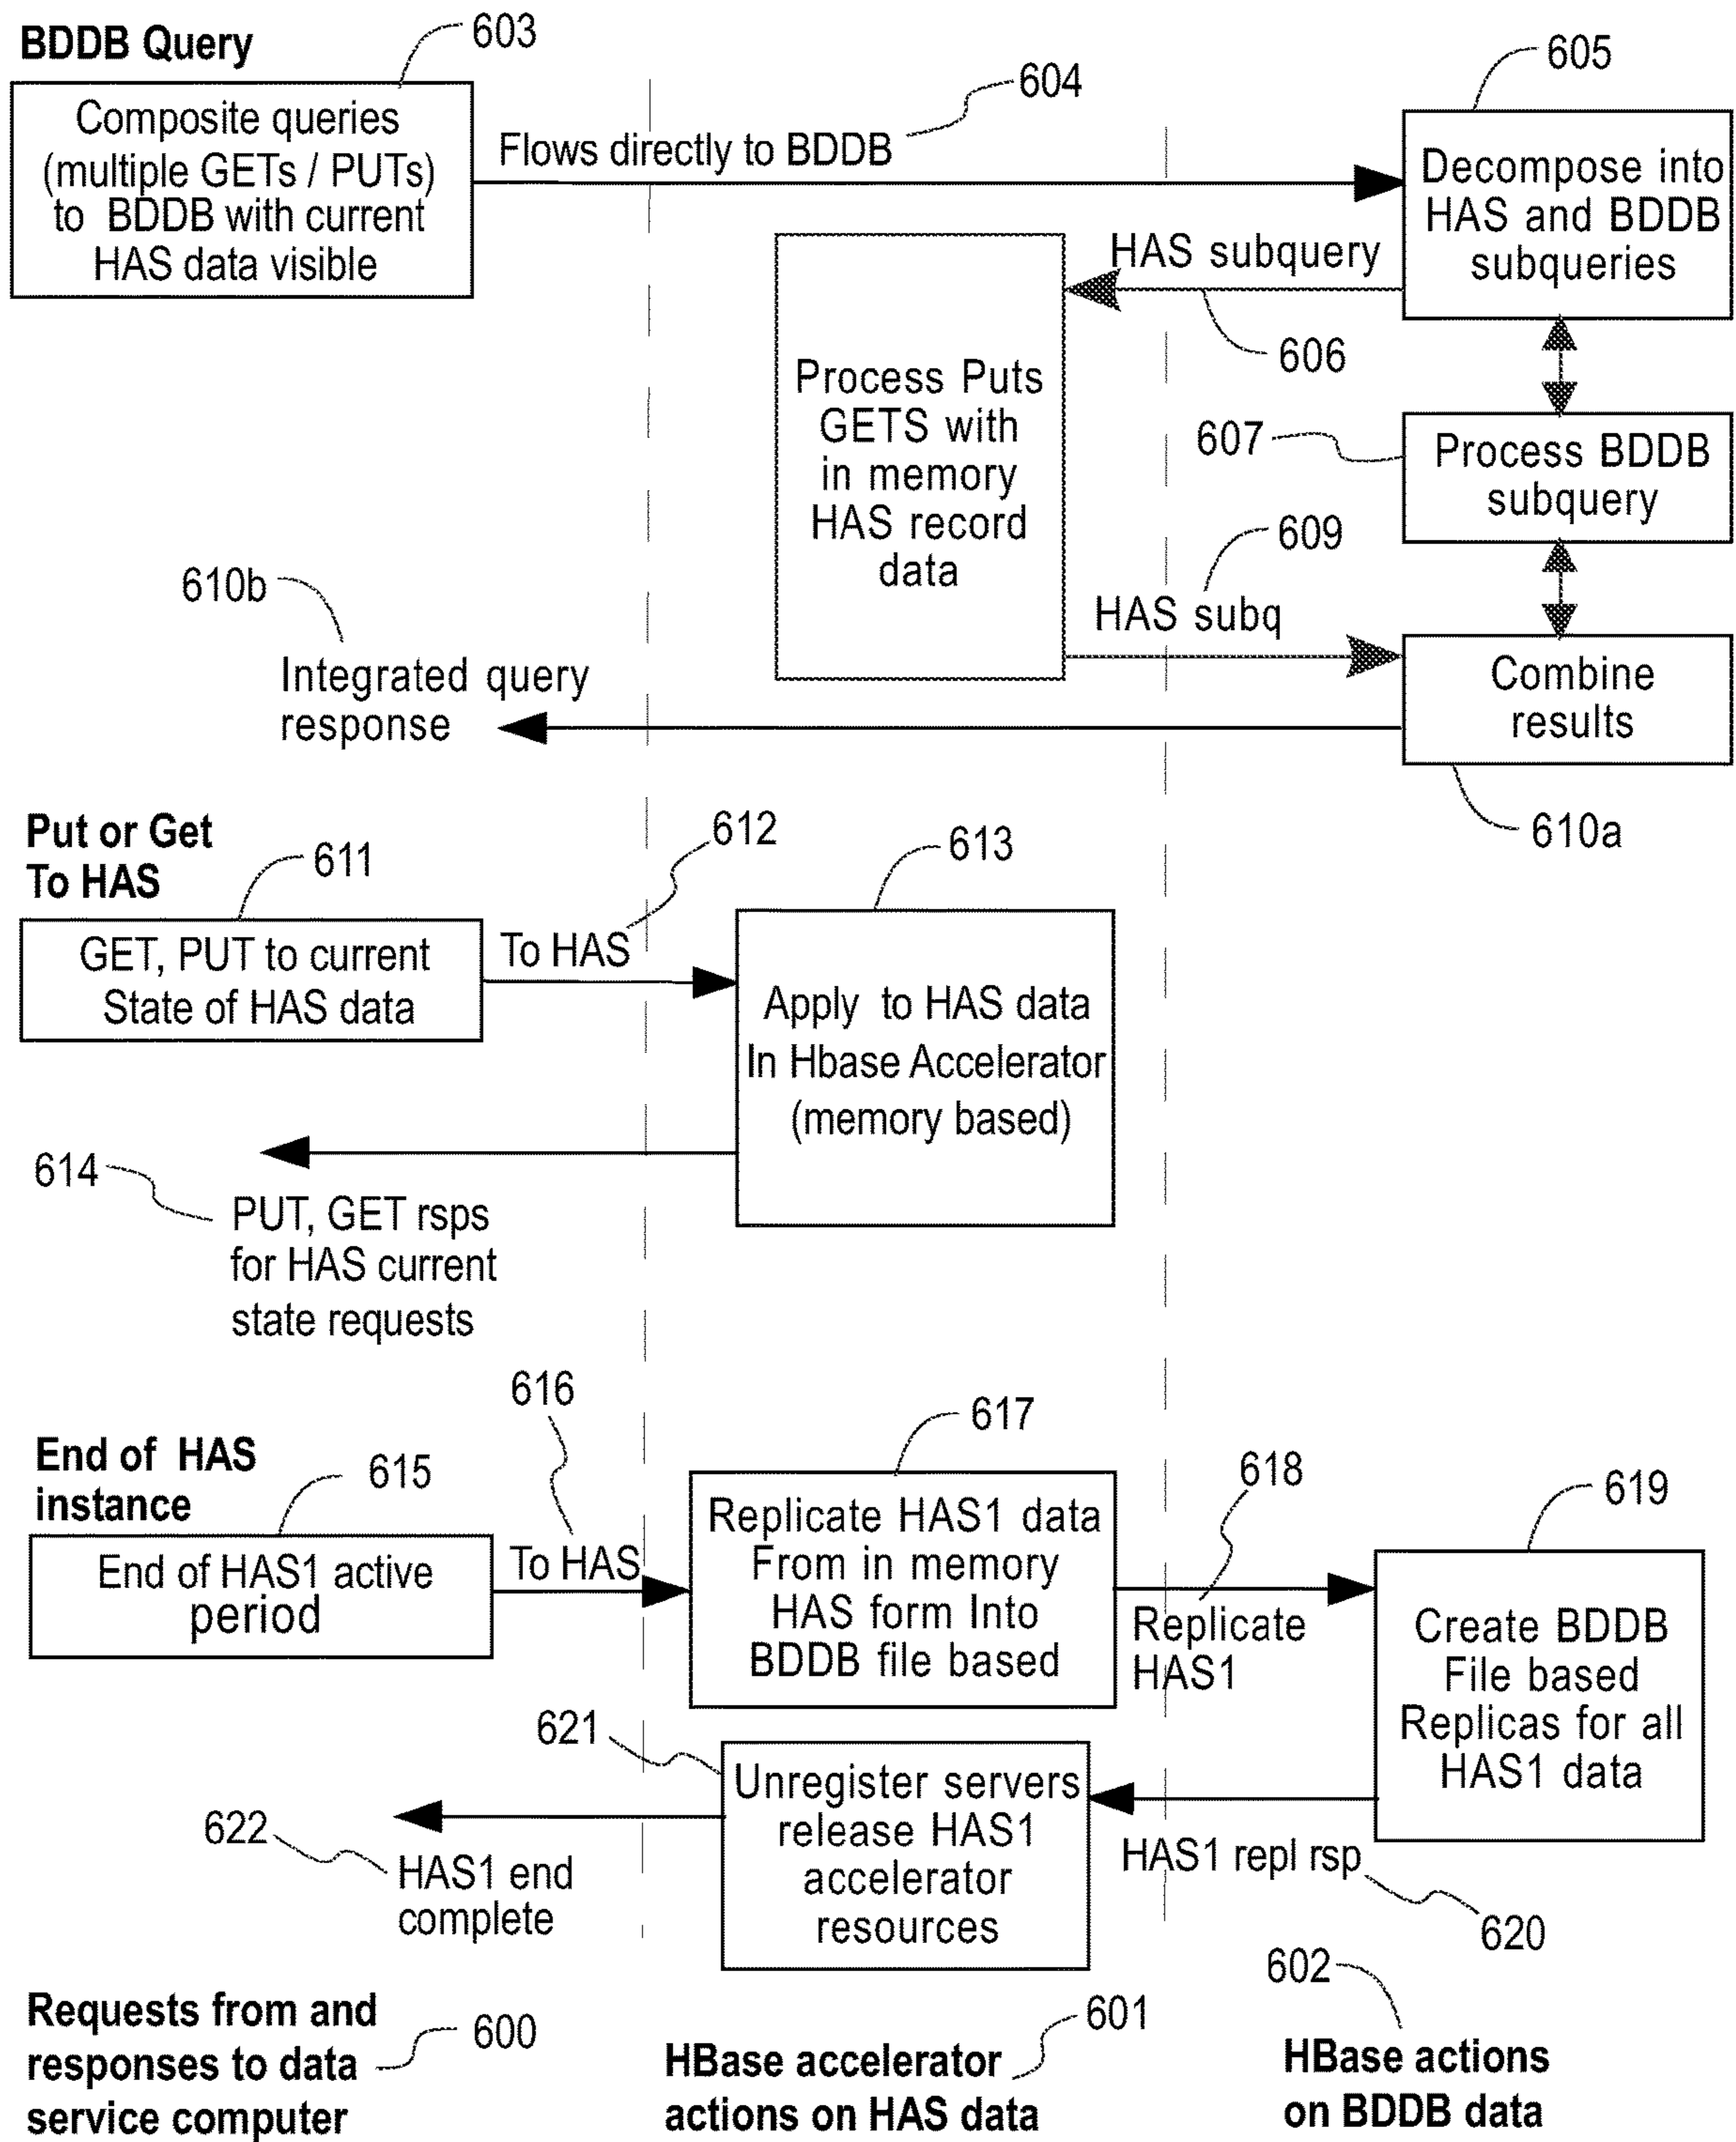 BDDB Query
603
Composite queries
(multiple GETs / PUTs)
to BDDB with current
HAS data visible
604
Flows directly to BDDB
605
Decompose into
HAS and BDDB
subqueries
HAS subquery
606
Process Puts
GETS with
in memory
HAS record
data
607
Process BDDB
subquery
609
HAS subq
610b
Integrated query
response
Combine
results
610a
Put or Get
To HAS
611
GET, PUT to current
State of HAS data
612
To HAS
613
Apply to HAS data
In Hbase Accelerator
(memory based)
614
PUT, GET rsps
for HAS current
state requests
End of HAS
instance
615
End of HAS1 active
period
616
To HAS
617
Replicate HAS1 data
From in memory
HAS form Into
BDDB file based
618
Replicate
HAS1
619
Create BDDB
File based
Replicas for all
HAS1 data
621
Unregister servers
release HAS1
accelerator
resources
HAS1 repl rsp
620
622
HAS1 end
complete
Requests from and
responses to data
service computer
600
HBase accelerator
actions on HAS data
601
602
HBase actions
on BDDB data